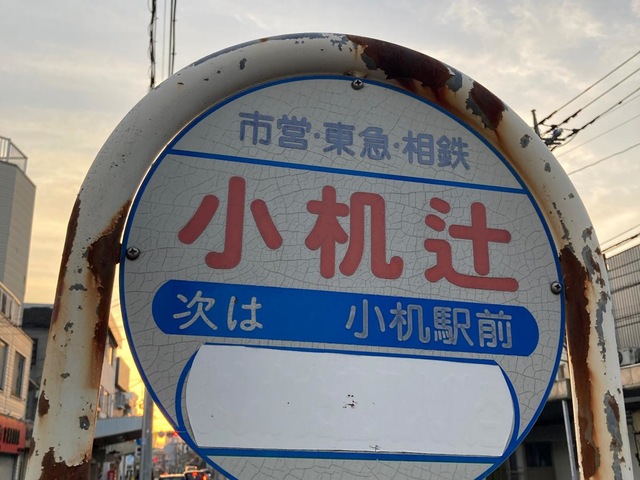 市営・東急・相鉄
小机辻
次は　小机駅前